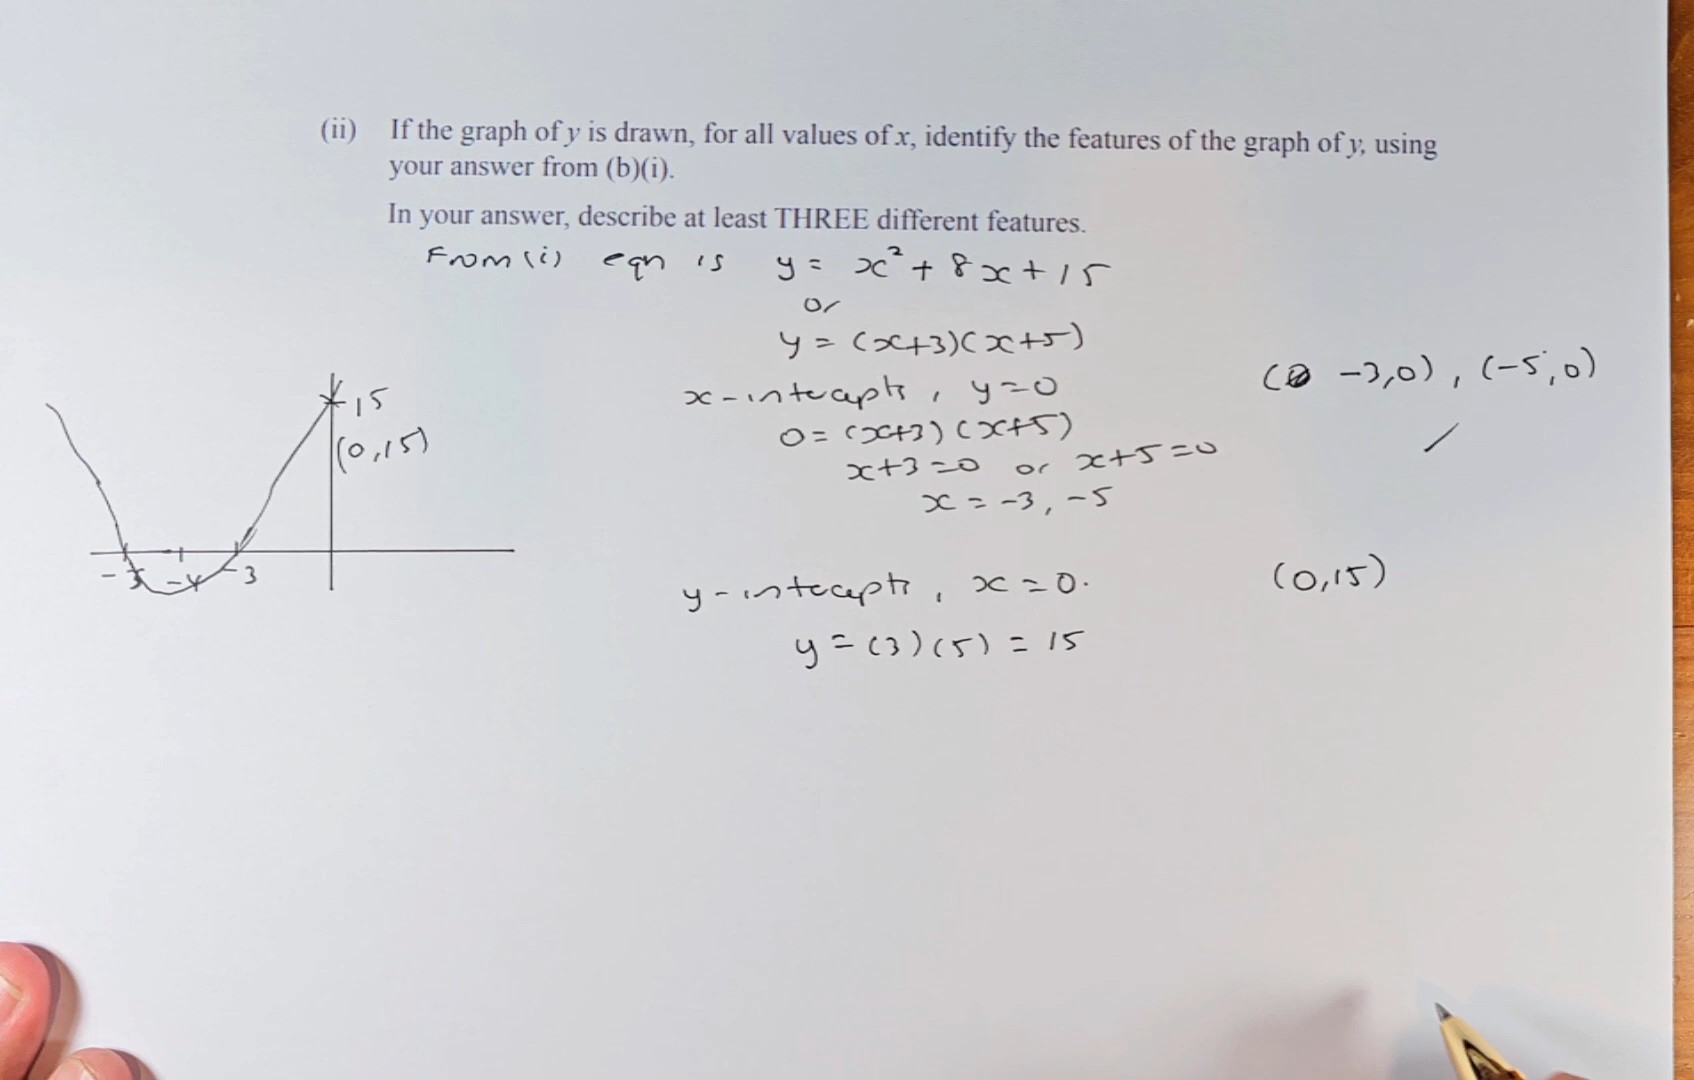 (ii) If the graph of y is drawn, for all values of x, identify the features of the graph of y, using
your answer from (b)(i).
In your answer, describe at least THREE different features.
From (i) eqn is y = x² + 8x + 15
or
y = (x+3)(x+5)
x-intercepts, y=0
(-3,0), (-5,0)
0 = (x+3)(x+5)
x+3=0 or x+5=0
x = -3, -5
15
(0,15)
-5 -4 -3
y-intercepts, x=0.
(0,15)
y = (3)(5) = 15